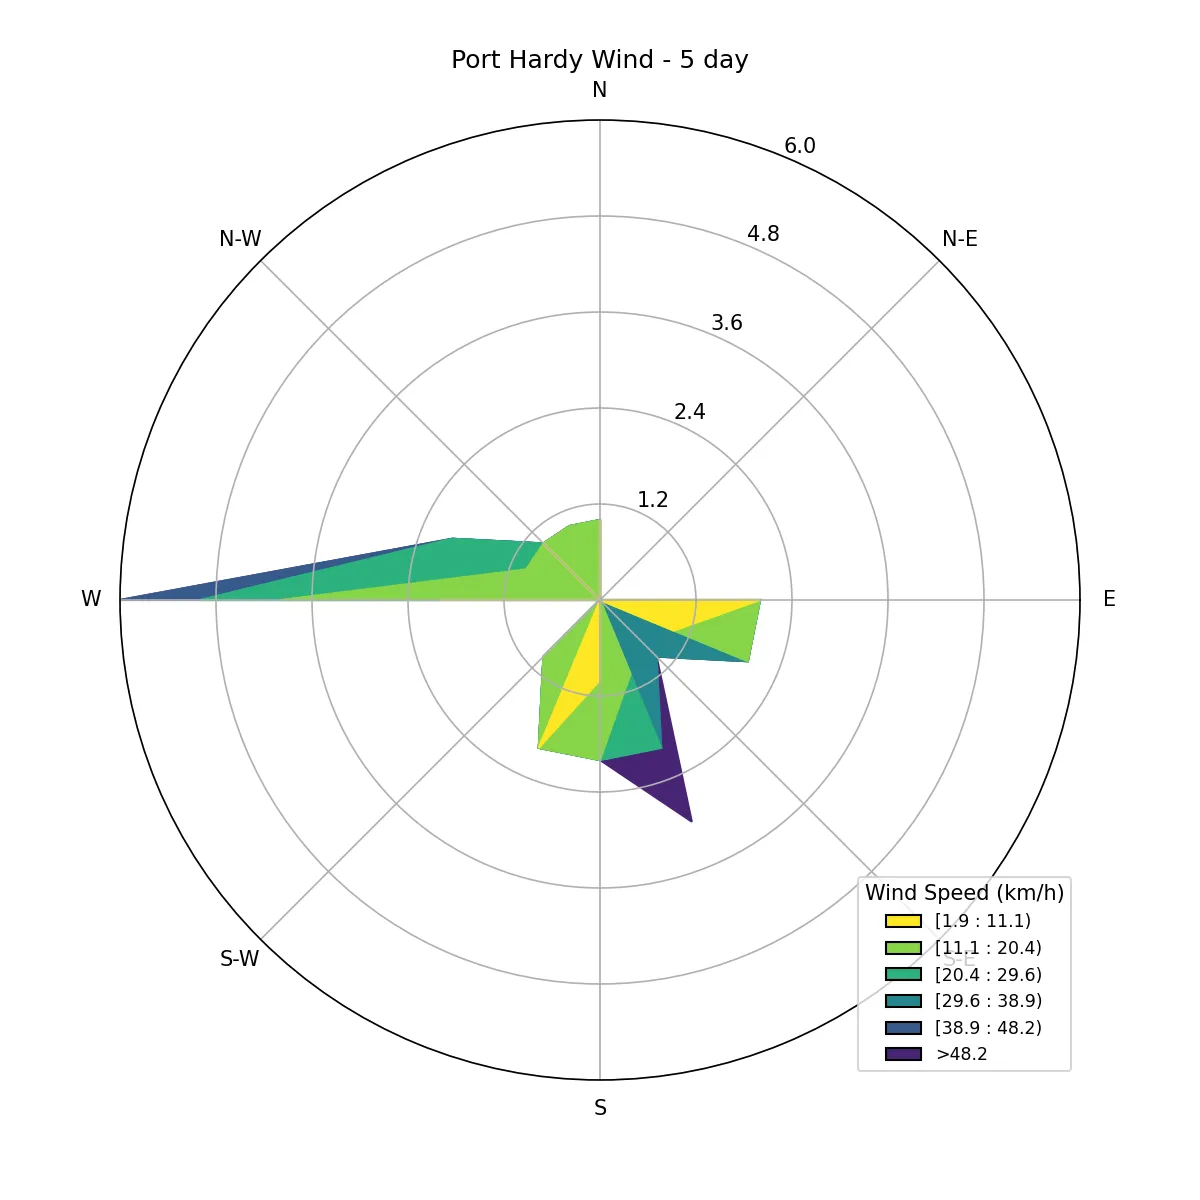 Port Hardy Wind - 5 day
N
6.0
N-W
N-E
4.8
3.6
2.4
1.2
W
E
Wind Speed (km/h)
[1.9 : 11.1)
[11.1 : 20.4)
[20.4 : 29.6)
[29.6 : 38.9)
[38.9 : 48.2)
>48.2
S-W
S-E
S